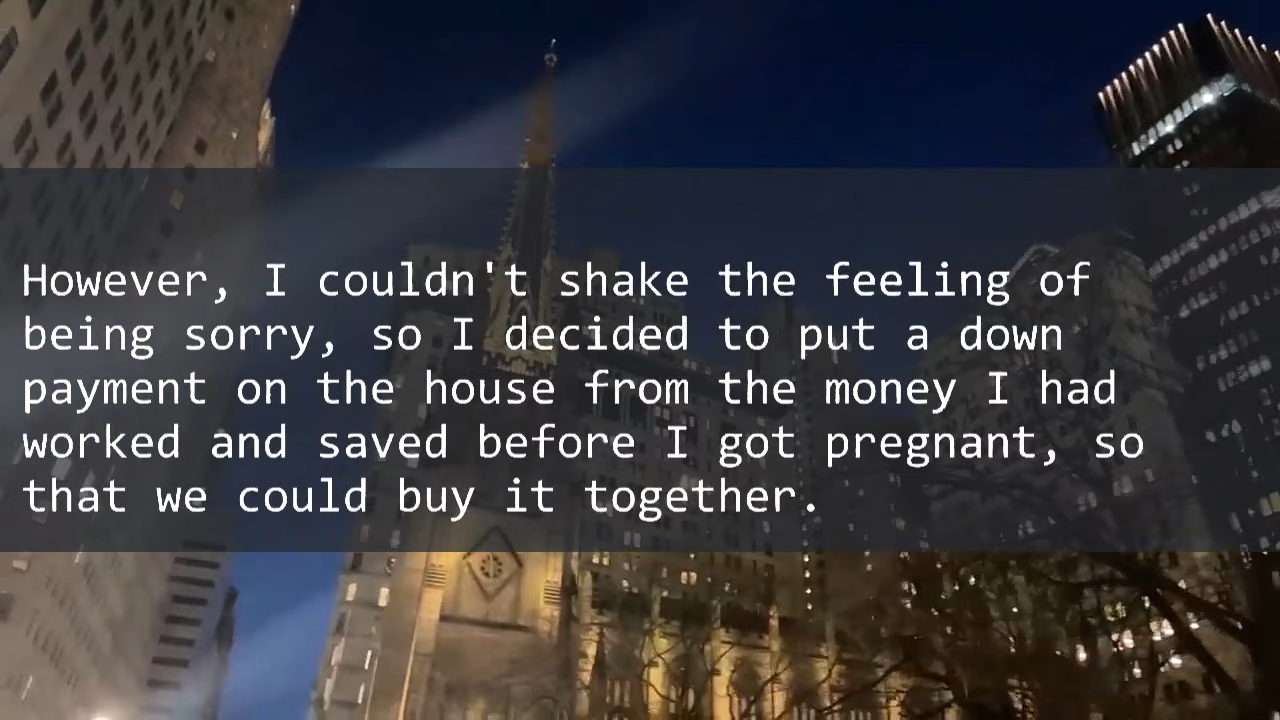 However, I couldn't shake the feeling of
being sorry, so I decided to put a down
payment on the house from the money I had
worked and saved before I got pregnant, so
that we could buy it together.